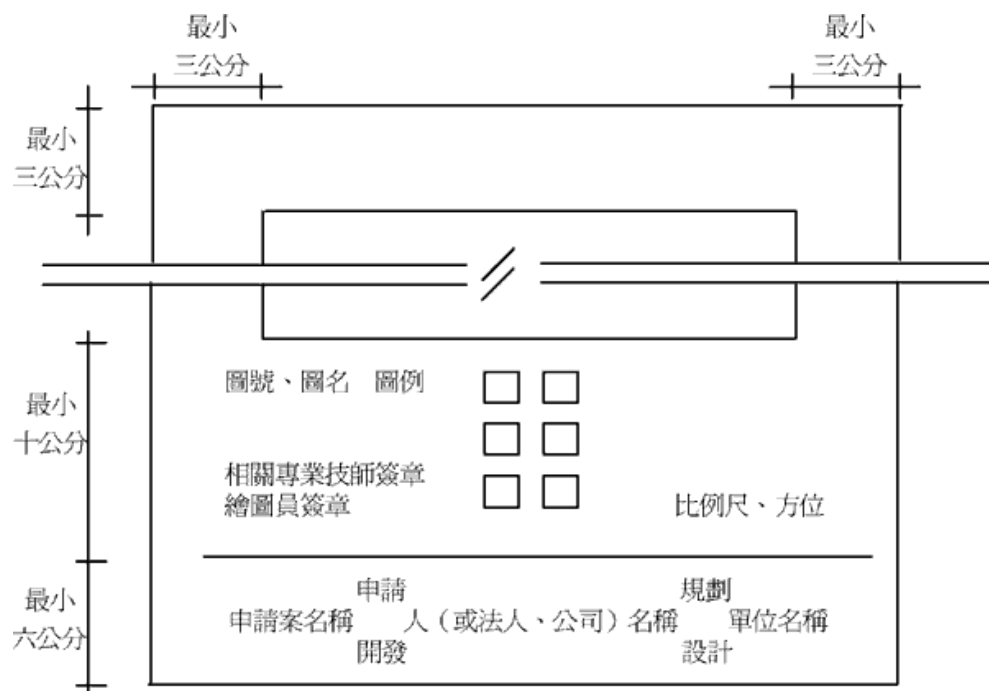 最小
三公分
最小
三公分
最小
三公分
最小
十公分
圖號、圖名 圖例
相關專業技師簽章
繪圖員簽章
比例尺、方位
最小
六公分
申請 規劃
申請案名稱 人(或法人、公司)名稱 單位名稱
開發 設計